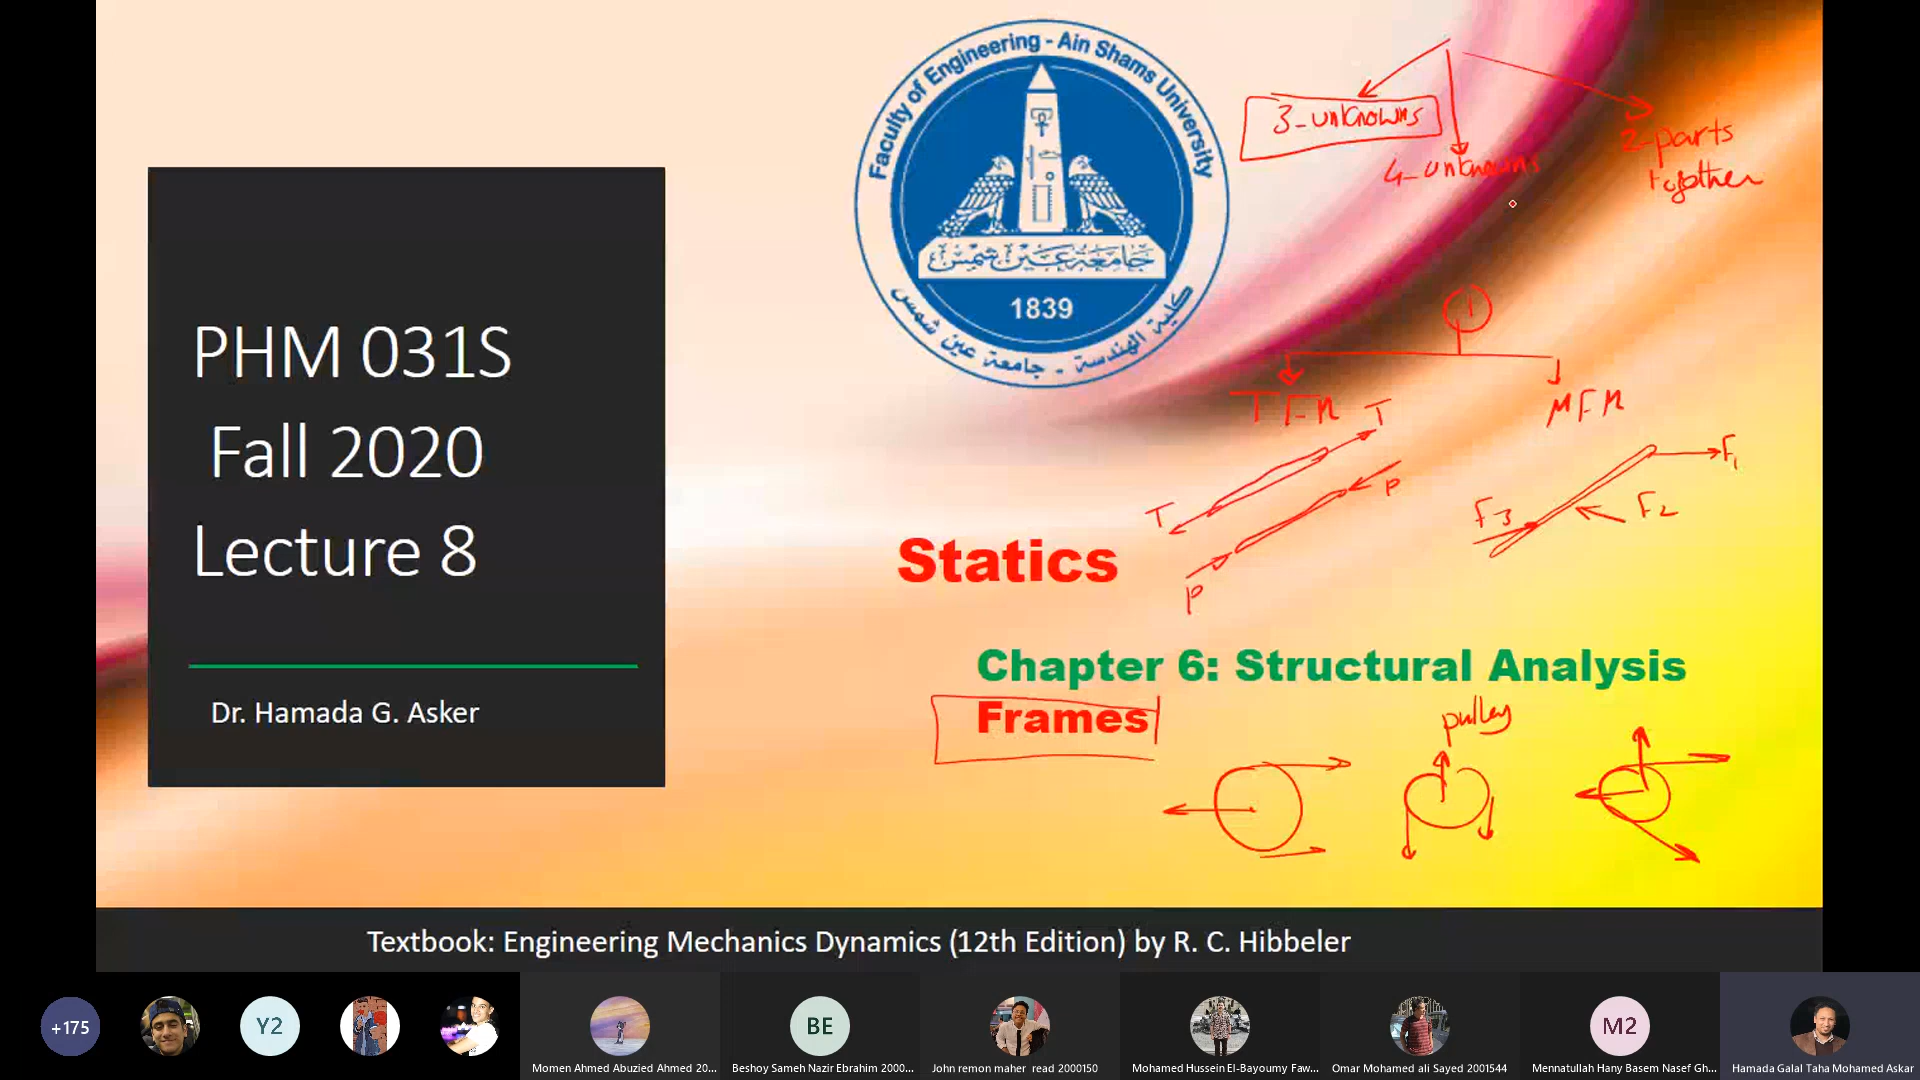 Faculty of Engineering - Ain Shams University
جامعة عين شمس
1839
كلية الهندسة - جامعة عين شمس
3-unknowns
4-unknowns
2-parts
together
1
TFM
MFM
T
T
P
P
F1
F2
F3
PHM 031S
Fall 2020
Lecture 8
Dr. Hamada G. Asker
Statics
Chapter 6: Structural Analysis
Frames
pulley
Textbook: Engineering Mechanics Dynamics (12th Edition) by R. C. Hibbeler
+175
Y2
BE
M2
Momen Ahmed Abuzied Ahmed 20...
Beshoy Sameh Nazir Ebrahim 2000...
John remon maher read 2000150
Mohamed Hussein El-Bayoumy Faw...
Omar Mohamed ali Sayed 2001544
Mennatullah Hany Basem Nasef Gh...
Hamada Galal Taha Mohamed Askar